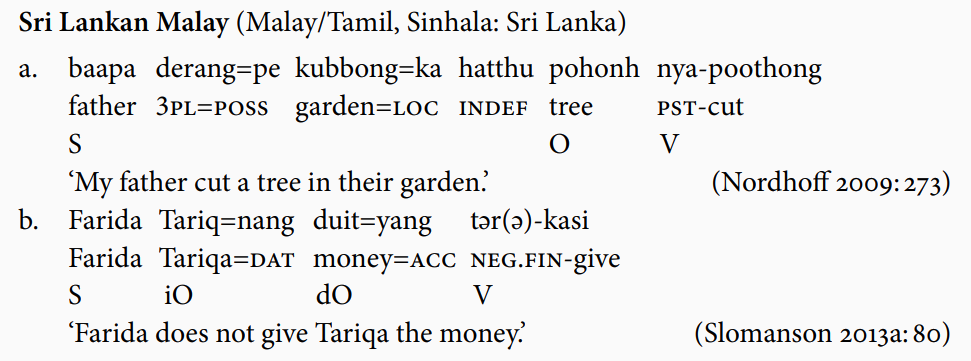 Sri Lankan Malay (Malay/Tamil, Sinhala: Sri Lanka)
a. baapa derang=pe kubbong=ka hatthu pohonh nya-poothong
father 3PL=POSS garden=LOC INDEF tree PST-cut
S O V
‘My father cut a tree in their garden.’ (Nordhoff 2009: 273)
b. Farida Tariq=nang duit=yang tər(ə)-kasi
Farida Tariqa=DAT money=ACC NEG.FIN-give
S iO dO V
‘Farida does not give Tariqa the money.’ (Slomanson 2013a: 80)